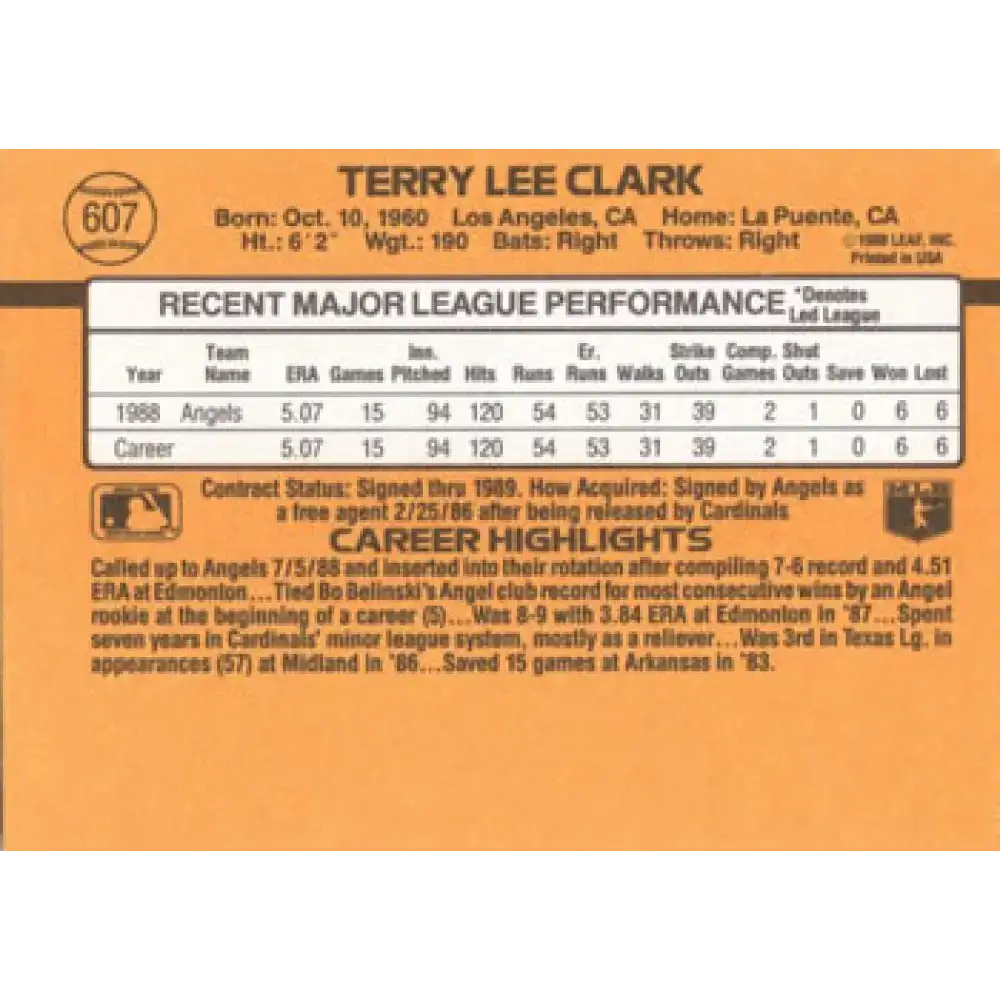 607
TERRY LEE CLARK
Born: Oct. 10, 1960 Los Angeles, CA Home: La Puente, CA
Ht.: 6'2" Wgt.: 190 Bats: Right Throws: Right
© LEAF, INC.
Printed in USA
RECENT MAJOR LEAGUE PERFORMANCE *Denotes Led League
Year Team Name ERA Games Inn. Pitched Hits Runs Er. Runs Walks Strike Outs Comp. Games Shut Outs Save Won Lost
1988 Angels 5.07 15 94 120 54 53 31 39 2 1 0 6 6
Career 5.07 15 94 120 54 53 31 39 2 1 0 6 6
Contract Status: Signed thru 1989. How Acquired: Signed by Angels as
a free agent 2/25/86 after being released by Cardinals
CAREER HIGHLIGHTS
Called up to Angels 7/5/88 and inserted into their rotation after compiling 7-6 record and 4.51
ERA at Edmonton...Tied Bo Belinski's Angel club record for most consecutive wins by an Angel
rookie at the beginning of a career (5)...Was 8-9 with 3.84 ERA at Edmonton in '87...Spent
seven years in Cardinals' minor league system, mostly as a reliever...Was 3rd in Texas Lg. in
appearances (57) at Midland in '86...Saved 15 games at Arkansas in '83.